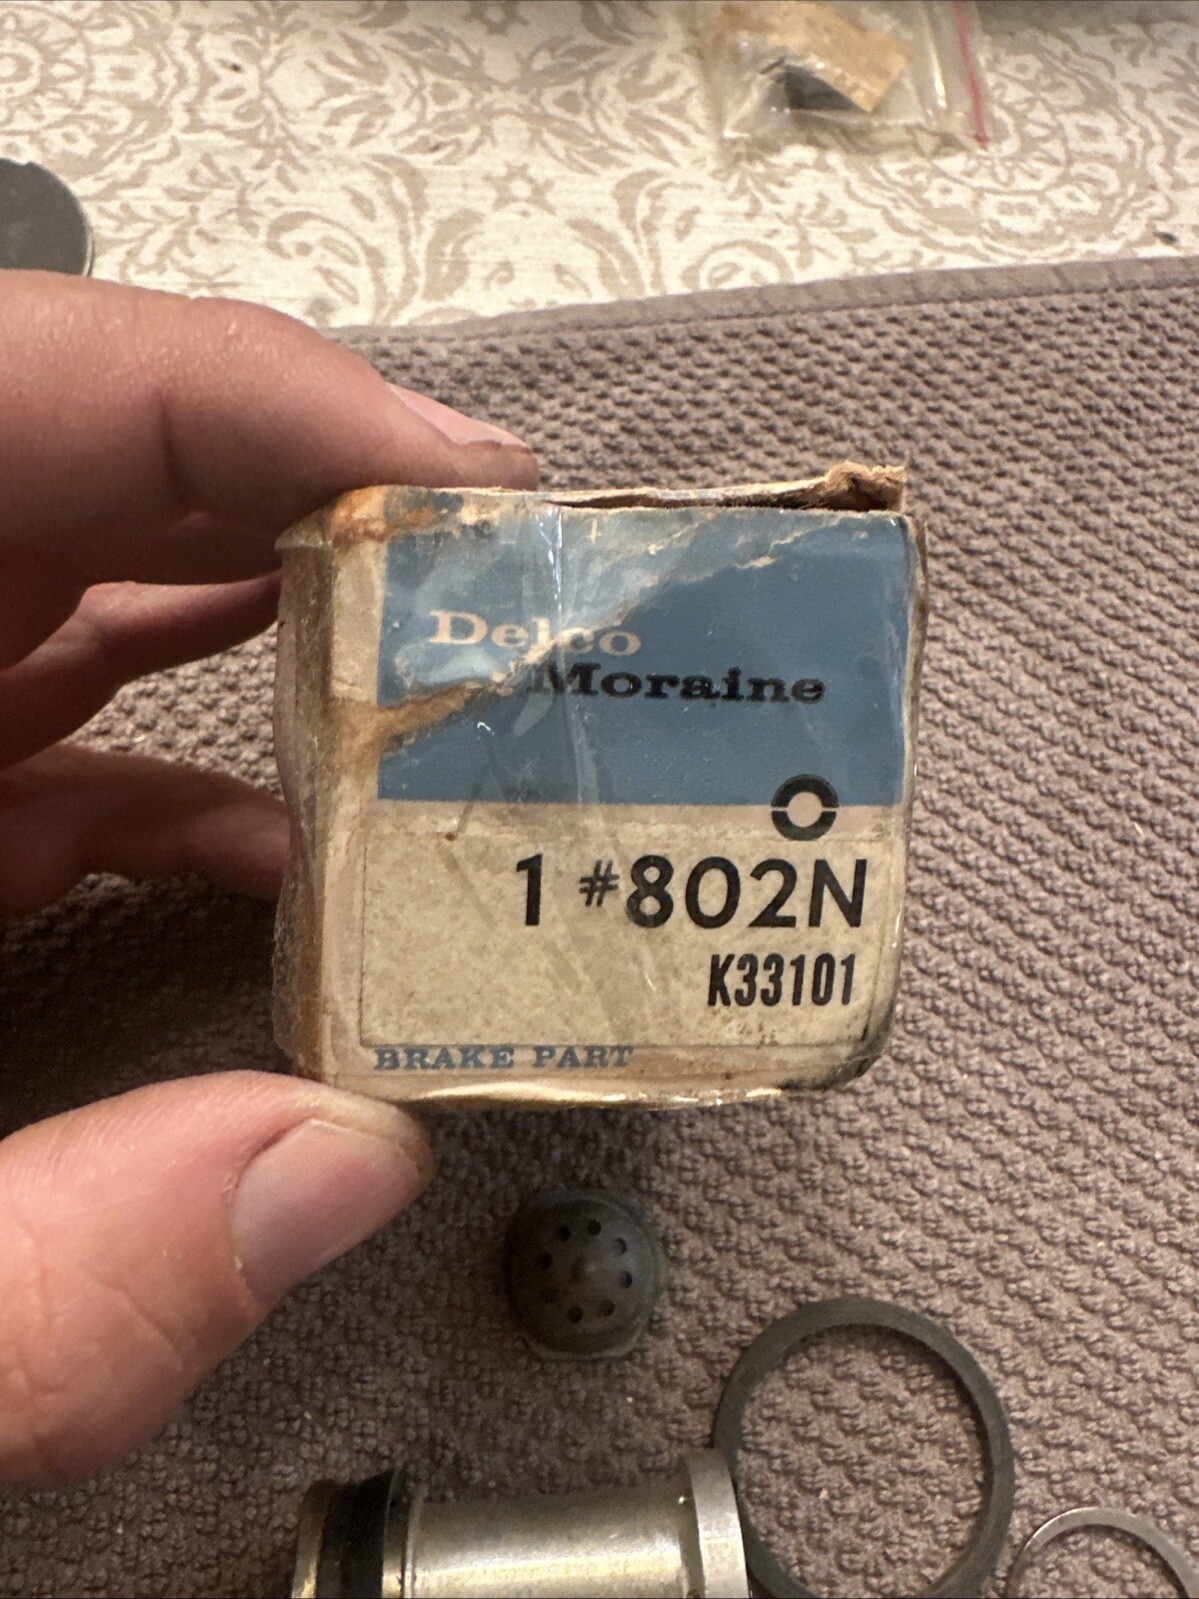 Delco
Moraine
1 #802N
K33101
BRAKE PART